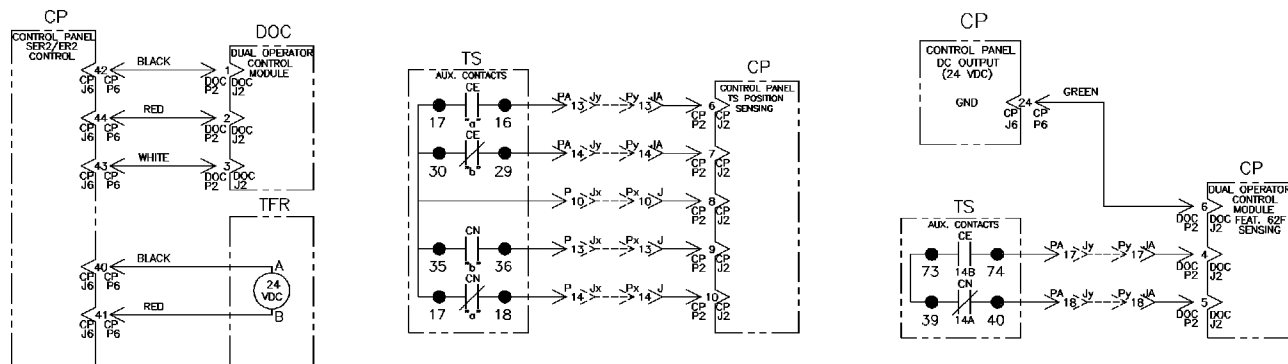 CP
CONTROL PANEL
SER2/ER2
CONTROL
42
CP J6
CP P6
BLACK
DOC P2
DOC J2
1
44
CP J6
CP P6
RED
DOC P2
DOC J2
2
43
CP J6
CP P6
WHITE
DOC P2
DOC J2
3
DOC
DUAL OPERATOR
CONTROL
MODULE
TFR
40
CP J6
CP P6
BLACK
A
24
VDC
41
CP J6
CP P6
RED
B
TS
AUX. CONTACTS
CE
17 "a" 16
PA 13 Jy Py 13 JA
6
CP P2
CP J2
CE
30 "b" 29
PA 14 Jy Py 14 JA
7
CP P2
CP J2
P 10 Jx Px 10 J
8
CP P2
CP J2
CN
35 "b" 36
P 13 Jx Px 13 J
9
CP P2
CP J2
CN
17 "a" 18
P 14 Jx Px 14 J
10
CP P2
CP J2
CP
CONTROL PANEL
TS POSITION
SENSING
CP
CONTROL PANEL
DC OUTPUT
(24 VDC)
GND
24
CP J6
CP P6
GREEN
CP
DUAL OPERATOR
CONTROL
MODULE
FEAT. 62F
SENSING
6
DOC P2
DOC J2
TS
AUX. CONTACTS
CE
73 14B 74
PA 17 Jy Py 17 JA
4
DOC P2
DOC J2
CN
39 14A 40
PA 18 Jy Py 18 JA
5
DOC P2
DOC J2